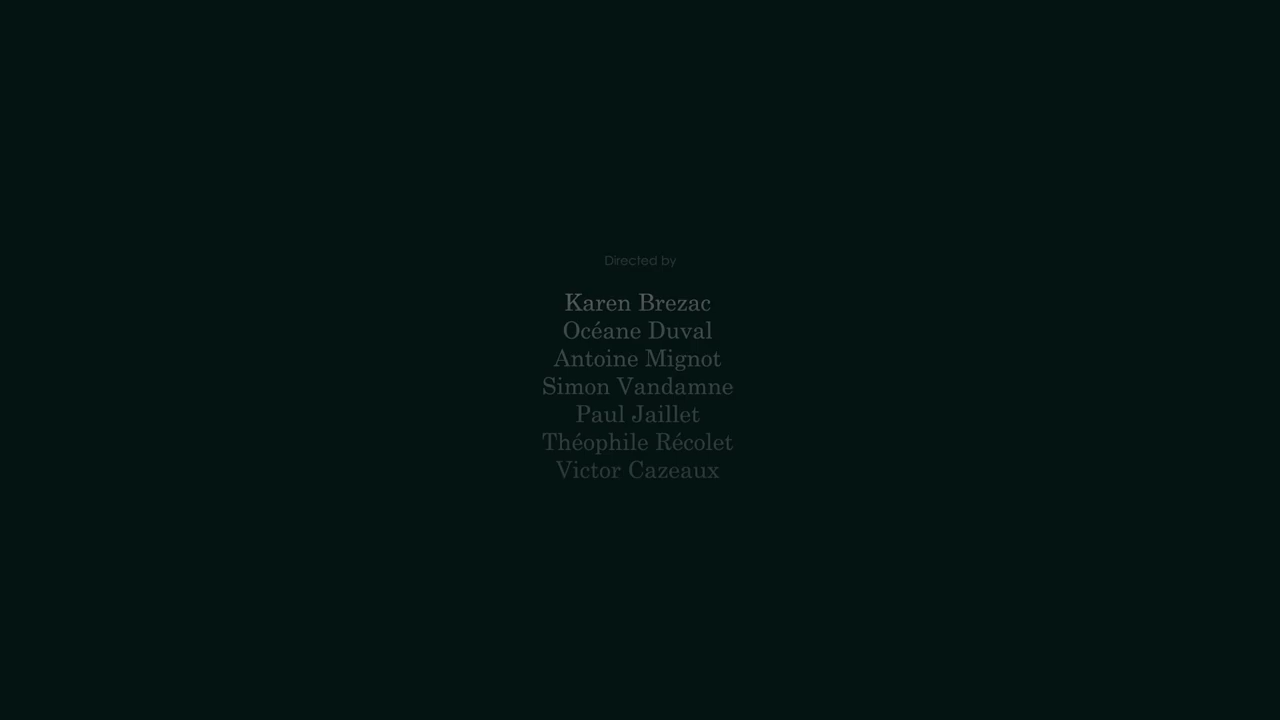 Directed by
Karen Brezac
Océane Duval
Antoine Mignot
Simon Vandamne
Paul Jaillet
Théophile Récolet
Victor Cazeaux